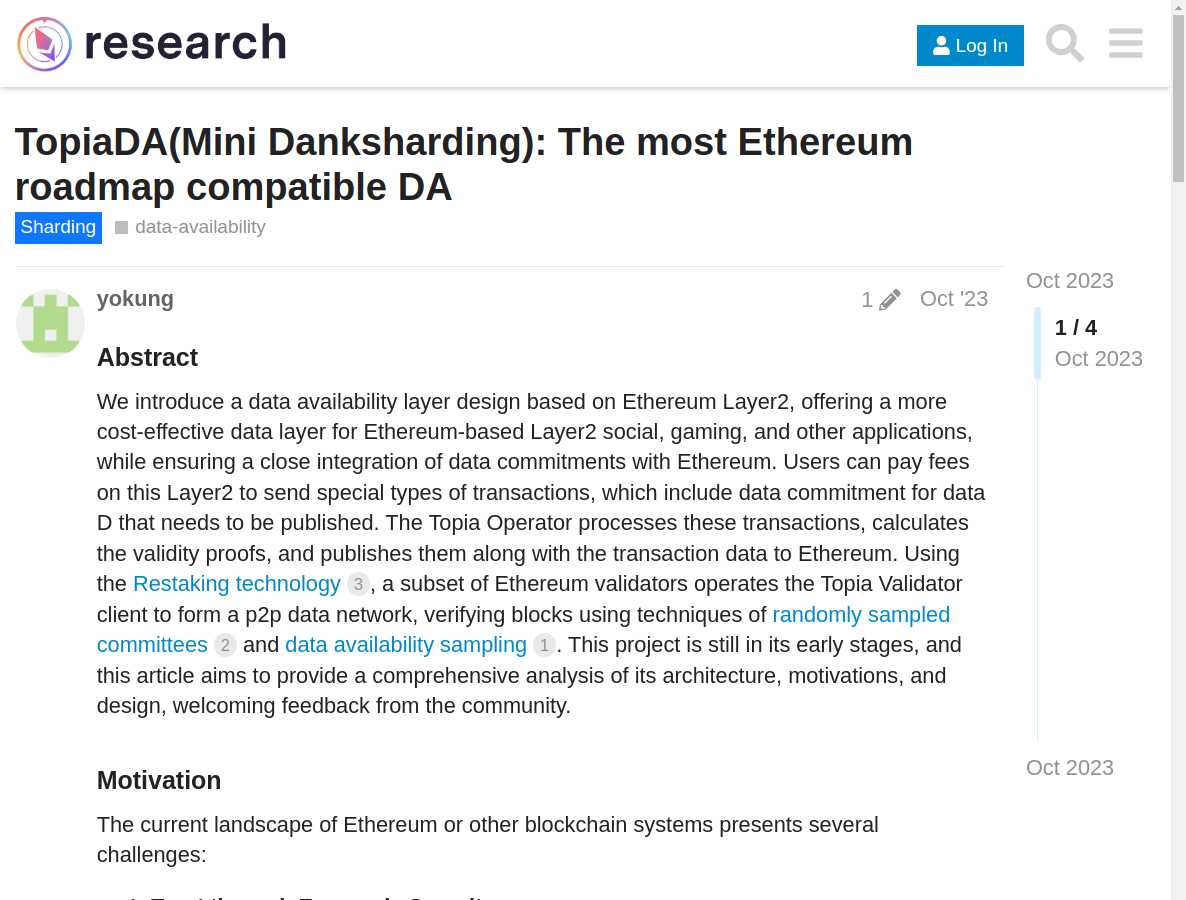 research
Log In
TopiaDA(Mini Danksharding): The most Ethereum
roadmap compatible DA
Sharding data-availability
yokung 1 Oct '23
Oct 2023
1 / 4
Oct 2023
Abstract
We introduce a data availability layer design based on Ethereum Layer2, offering a more
cost-effective data layer for Ethereum-based Layer2 social, gaming, and other applications,
while ensuring a close integration of data commitments with Ethereum. Users can pay fees
on this Layer2 to send special types of transactions, which include data commitment for data
D that needs to be published. The Topia Operator processes these transactions, calculates
the validity proofs, and publishes them along with the transaction data to Ethereum. Using
the Restaking technology 3, a subset of Ethereum validators operates the Topia Validator
client to form a p2p data network, verifying blocks using techniques of randomly sampled
committees 2 and data availability sampling 1. This project is still in its early stages, and
this article aims to provide a comprehensive analysis of its architecture, motivations, and
design, welcoming feedback from the community.
Oct 2023
Motivation
The current landscape of Ethereum or other blockchain systems presents several
challenges: